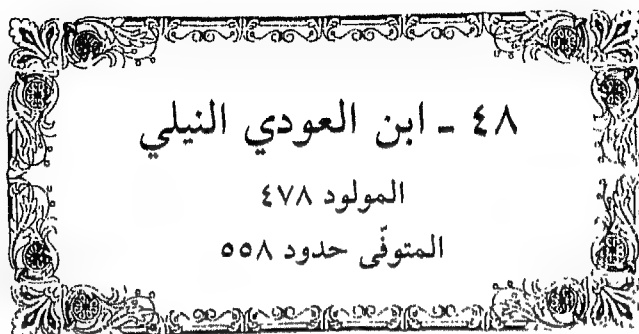 ٤٨ - ابن العودي النيلي
المولود ٤٧٨
المتوفّى حدود ٥٥٨